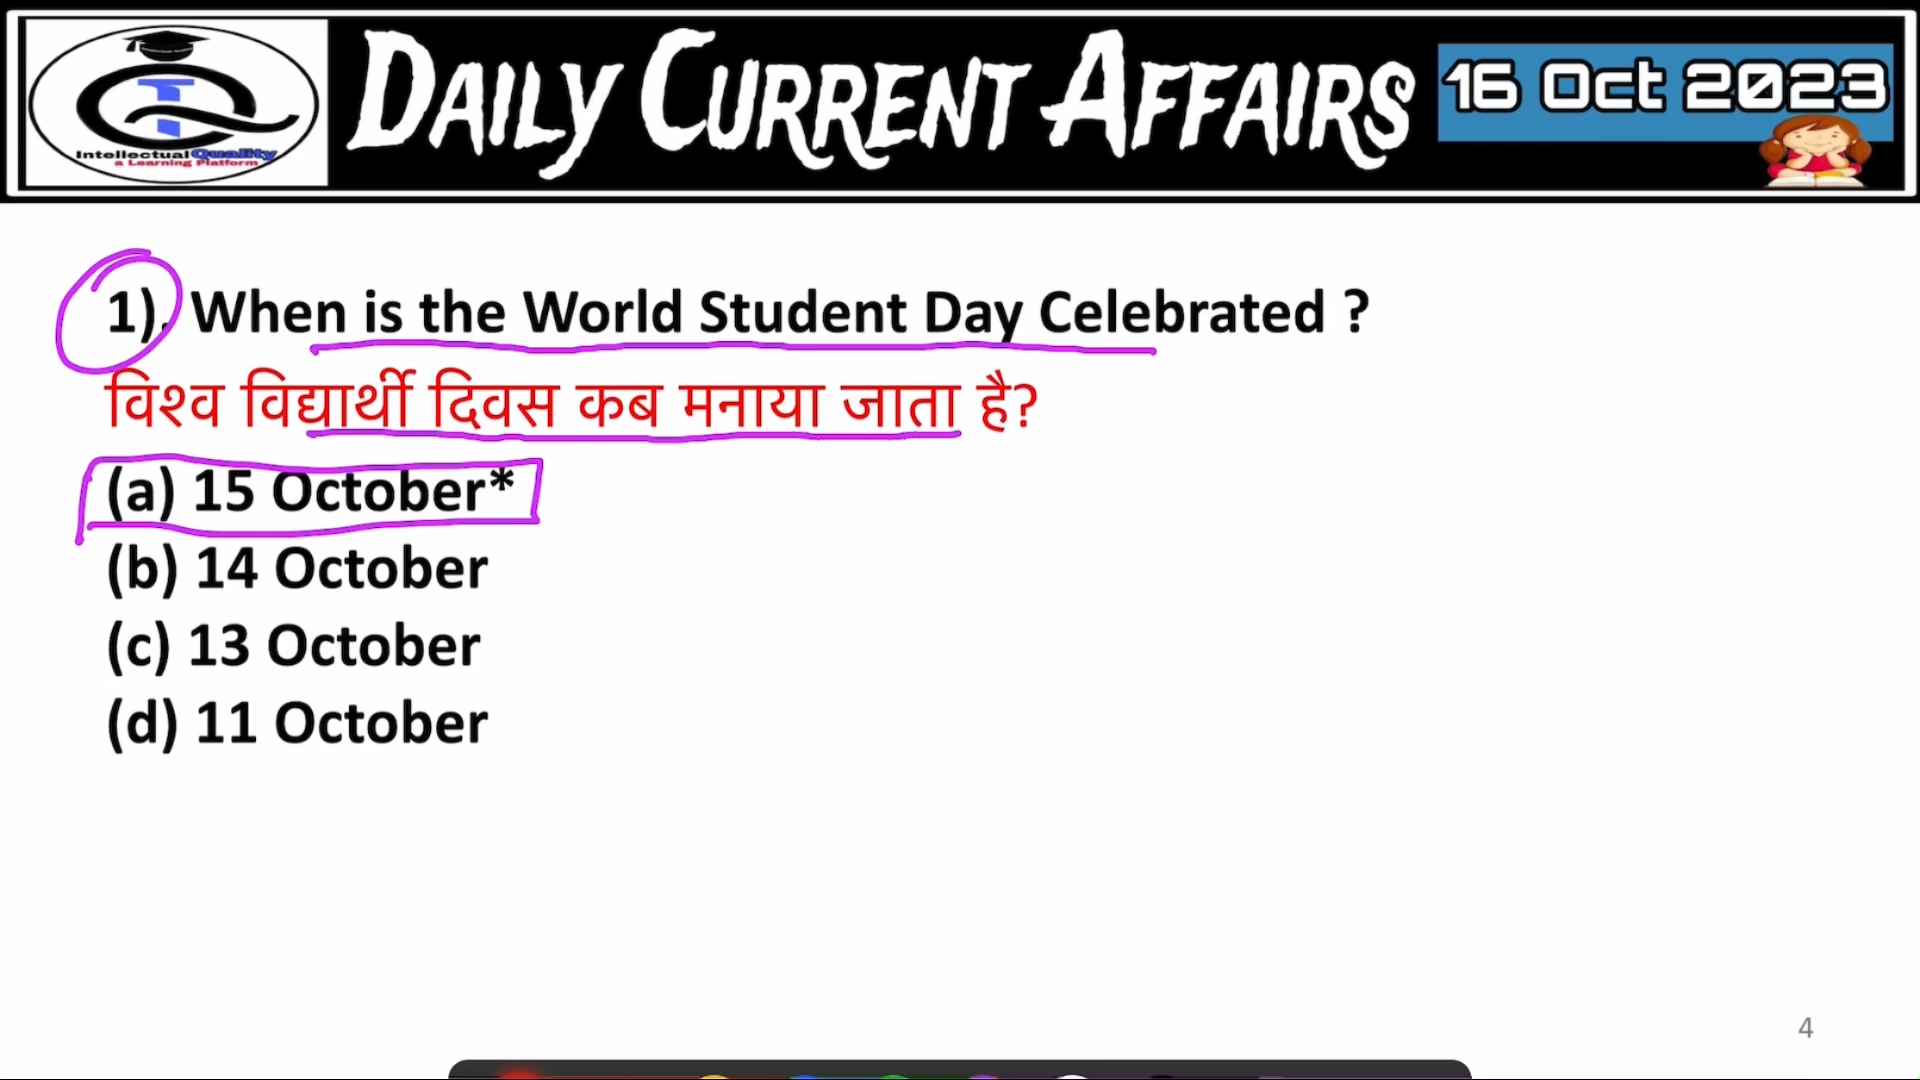 Intellectual Quality
a Learning Platform
DAILY CURRENT AFFAIRS
16 Oct 2023
1). When is the World Student Day Celebrated ?
विश्व विद्यार्थी दिवस कब मनाया जाता है?
(a) 15 October*
(b) 14 October
(c) 13 October
(d) 11 October
4